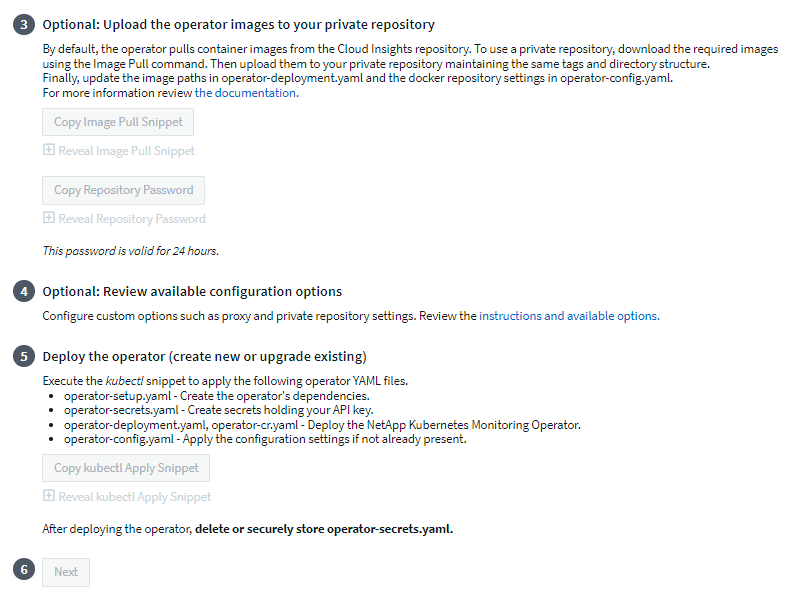 3 Optional: Upload the operator images to your private repository
By default, the operator pulls container images from the Cloud Insights repository. To use a private repository, download the required images
using the Image Pull command. Then upload them to your private repository maintaining the same tags and directory structure.
Finally, update the image paths in operator-deployment.yaml and the docker repository settings in operator-config.yaml.
For more information review the documentation.
Copy Image Pull Snippet
Reveal Image Pull Snippet
Copy Repository Password
Reveal Repository Password
This password is valid for 24 hours.
4 Optional: Review available configuration options
Configure custom options such as proxy and private repository settings. Review the instructions and available options.
5 Deploy the operator (create new or upgrade existing)
Execute the kubectl snippet to apply the following operator YAML files.
• operator-setup.yaml - Create the operator's dependencies.
• operator-secrets.yaml - Create secrets holding your API key.
• operator-deployment.yaml, operator-cr.yaml - Deploy the NetApp Kubernetes Monitoring Operator.
• operator-config.yaml - Apply the configuration settings if not already present.
Copy kubectl Apply Snippet
Reveal kubectl Apply Snippet
After deploying the operator, delete or securely store operator-secrets.yaml.
6 Next